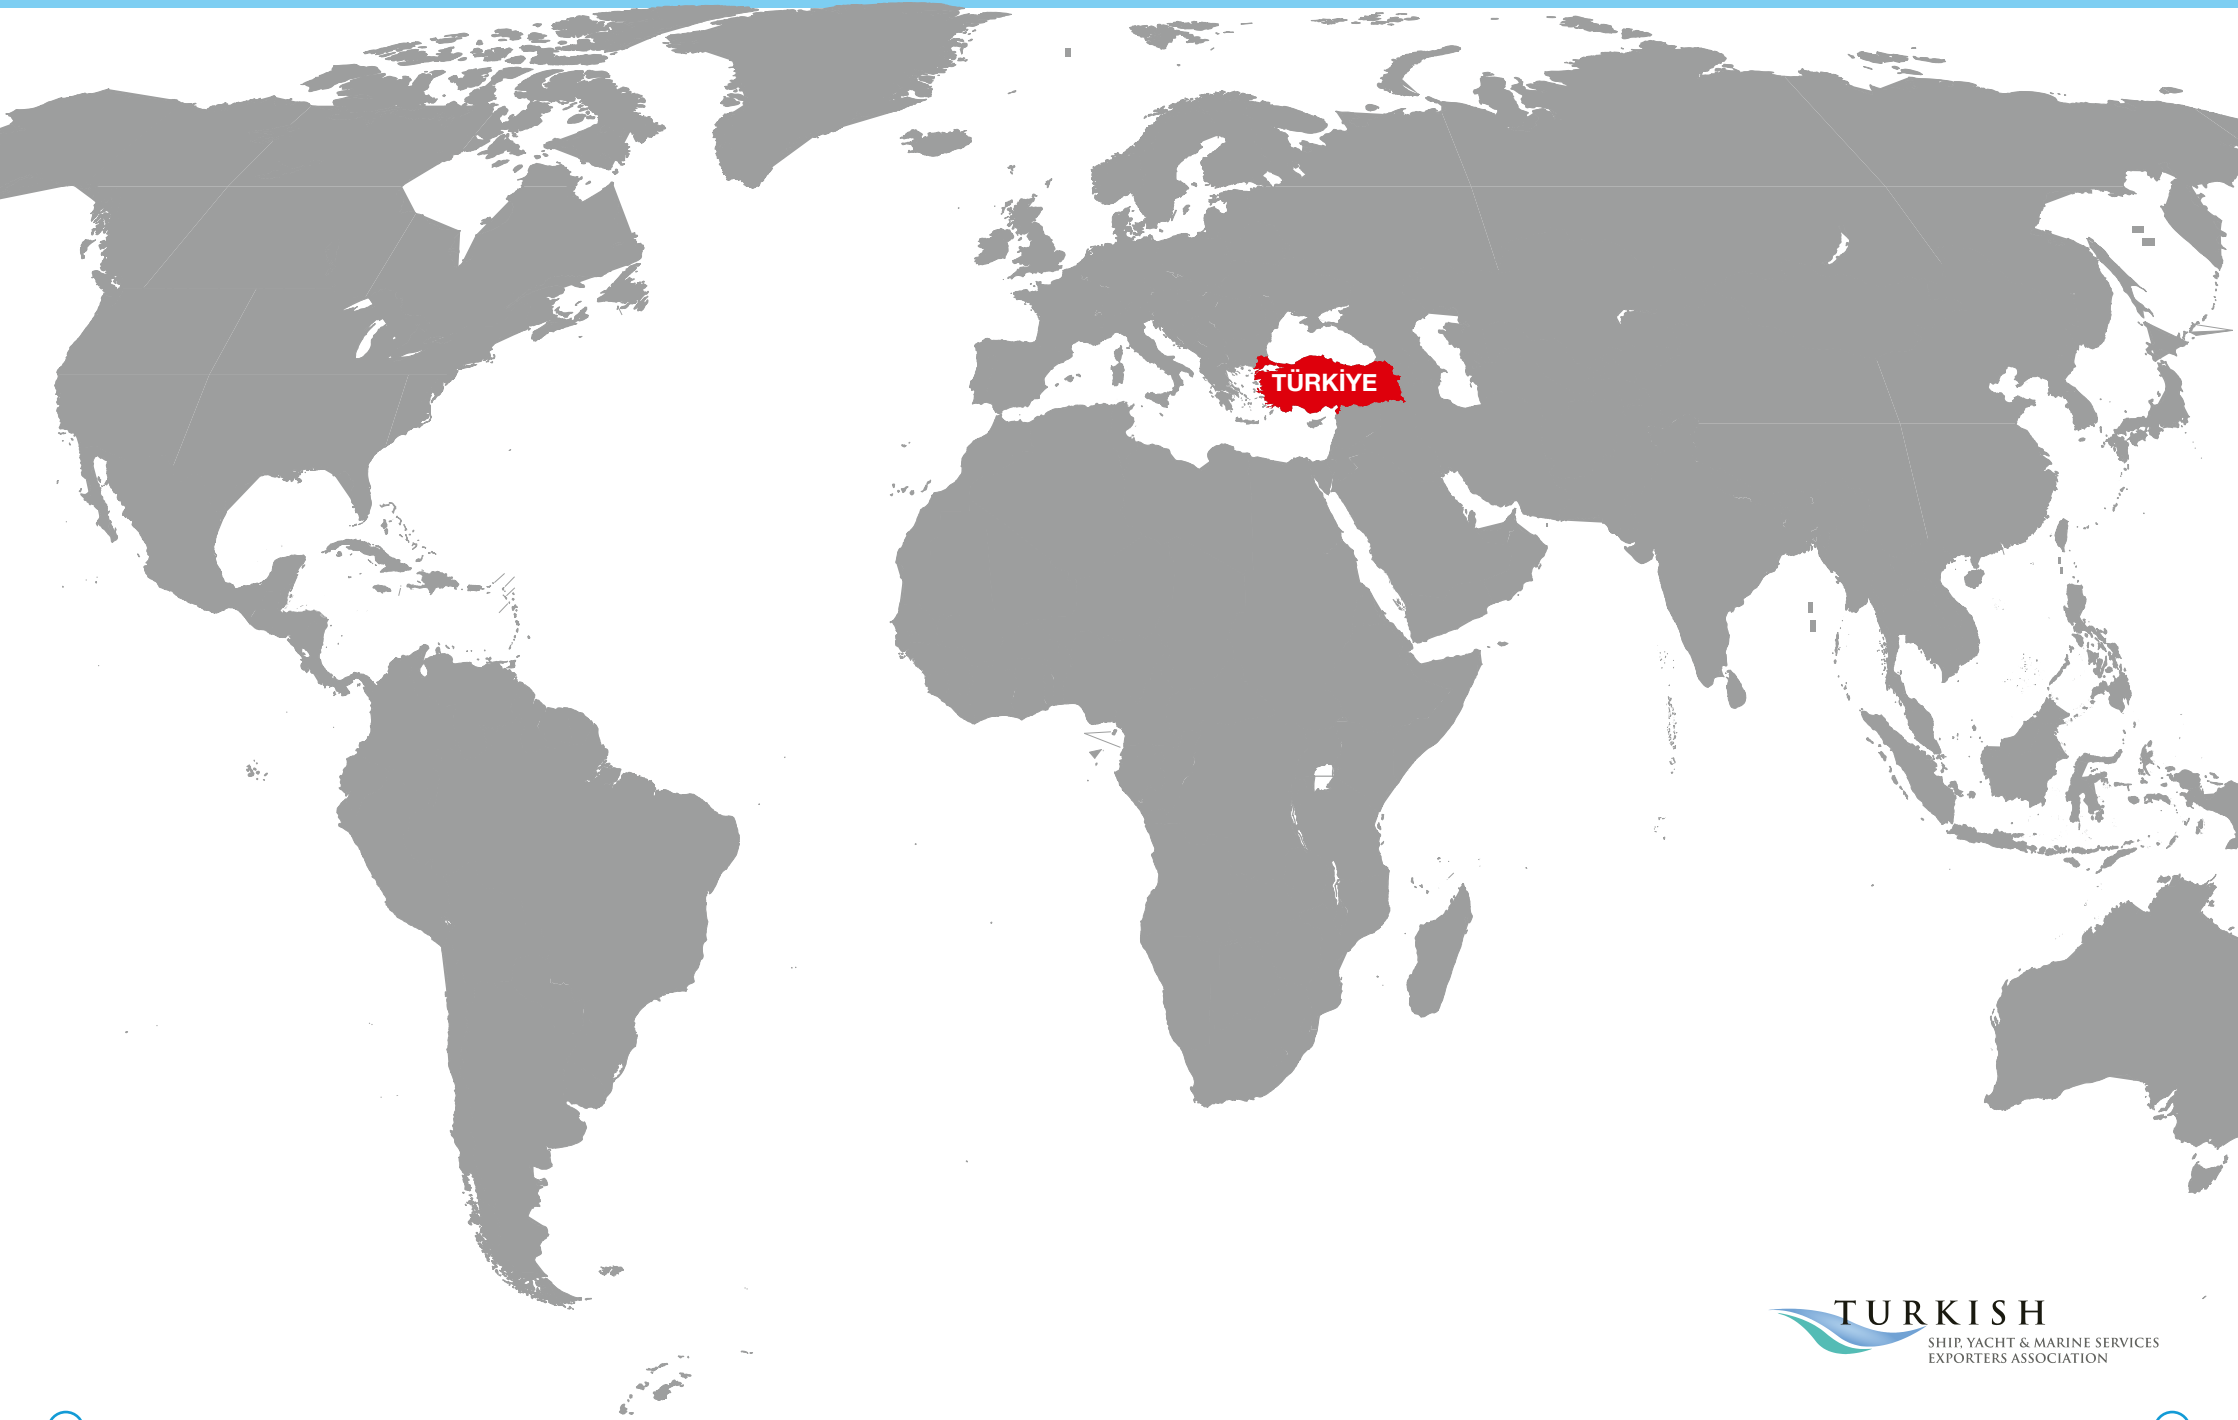 TÜRKİYE
TURKISH
SHIP, YACHT & MARINE SERVICES
EXPORTERS ASSOCIATION